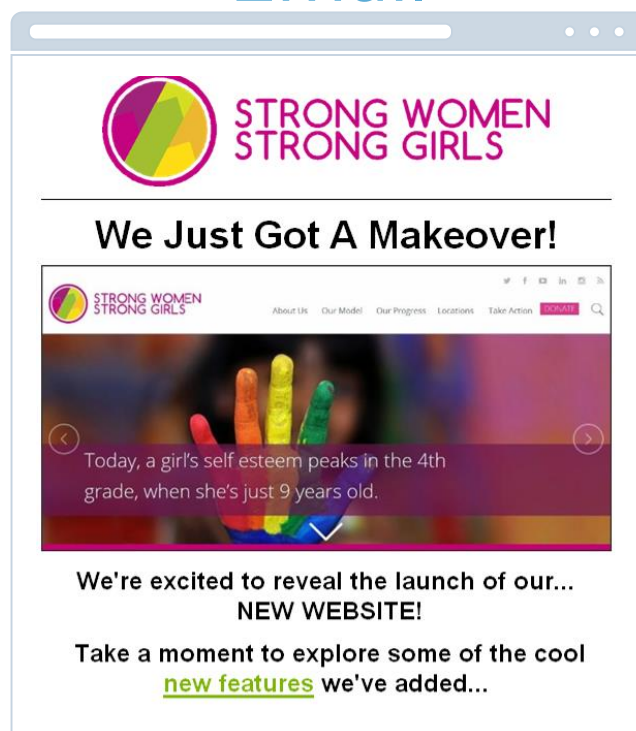 Email
STRONG WOMEN
STRONG GIRLS
We Just Got A Makeover!
STRONG WOMEN
STRONG GIRLS
About Us Our Model Our Progress Locations Take Action DONATE
Today, a girl's self esteem peaks in the 4th
grade, when she's just 9 years old.
We're excited to reveal the launch of our...
NEW WEBSITE!
Take a moment to explore some of the cool
new features we've added...